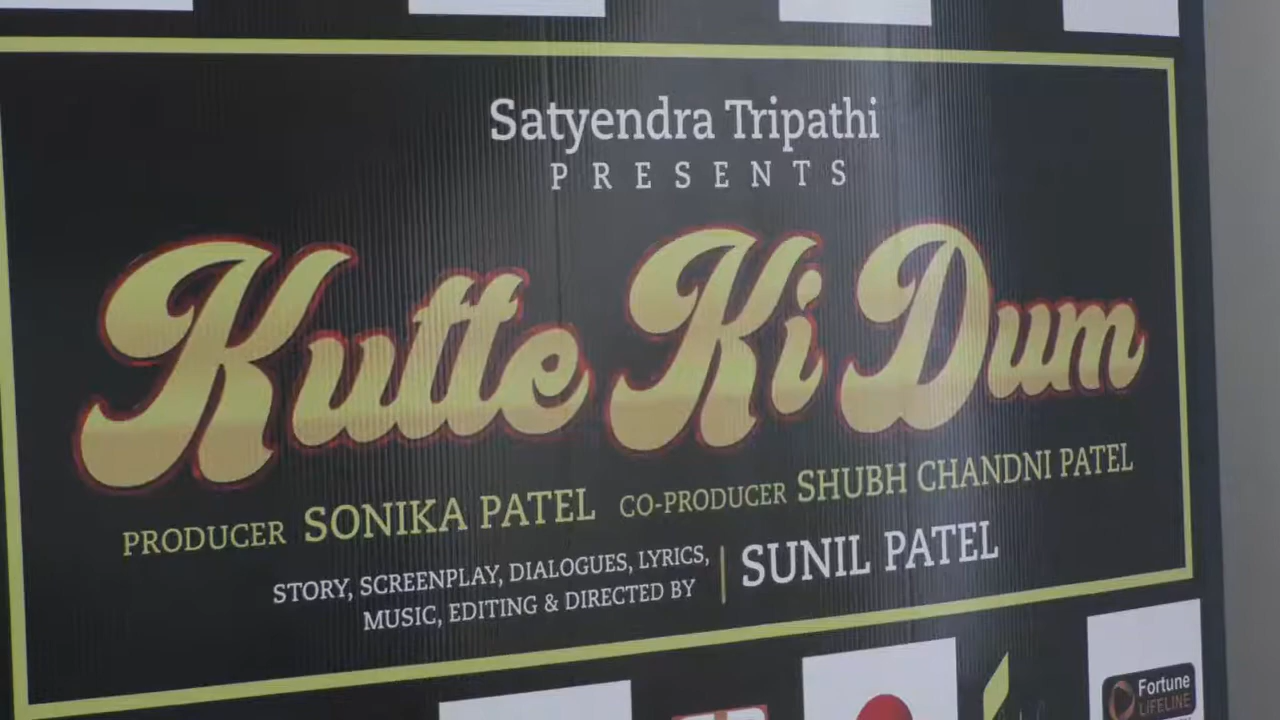 Satyendra Tripathi
PRESENTS
Kutte Ki Dum
PRODUCER SONIKA PATEL CO-PRODUCER SHUBH CHANDNI PATEL
STORY, SCREENPLAY, DIALOGUES, LYRICS,
MUSIC, EDITING & DIRECTED BY
SUNIL PATEL
Fortune
LIFELINE